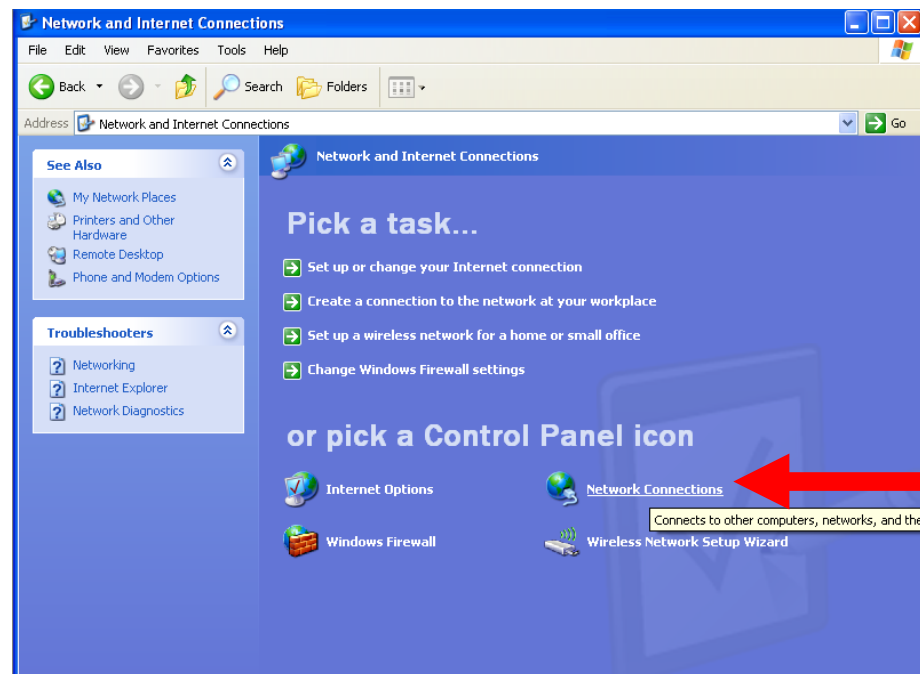 Network and Internet Connections
File Edit View Favorites Tools Help
Back Search Folders
Address Network and Internet Connections Go
See Also
My Network Places
Printers and Other
Hardware
Remote Desktop
Phone and Modem Options
Troubleshooters
Networking
Internet Explorer
Network Diagnostics
Network and Internet Connections
Pick a task...
Set up or change your Internet connection
Create a connection to the network at your workplace
Set up a wireless network for a home or small office
Change Windows Firewall settings
or pick a Control Panel icon
Internet Options
Network Connections
Connects to other computers, networks, and the
Windows Firewall
Wireless Network Setup Wizard